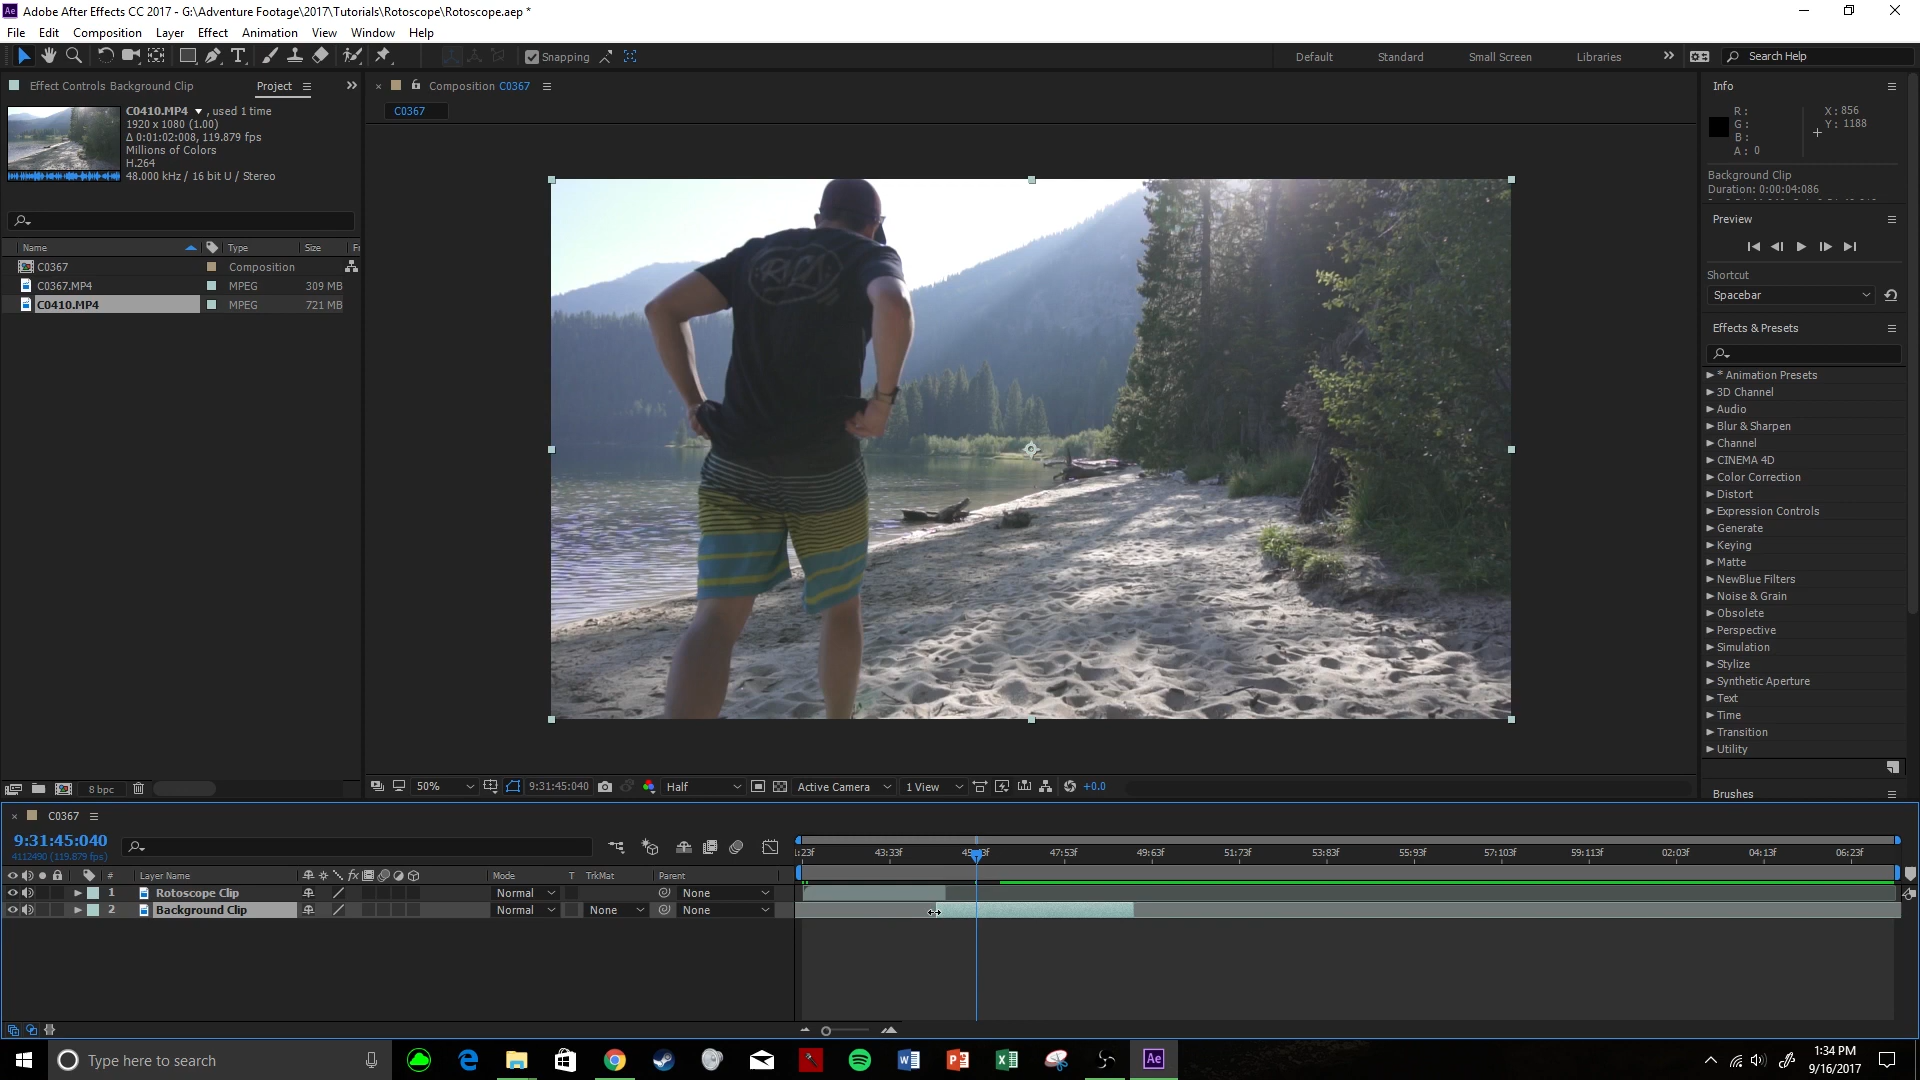 Adobe After Effects CC 2017 - G:\Adventure Footage\2017\Tutorials\Rotoscope\Rotoscope.aep *
File Edit Composition Layer Effect Animation View Window Help
Snapping
Default Standard Small Screen Libraries Search Help
Effect Controls Background Clip Project
C0410.MP4 , used 1 time
1920 x 1080 (1.00)
Δ 0:01:02:008, 119.879 fps
Millions of Colors
H.264
48.000 kHz / 16 bit U / Stereo
Name Type Size
C0367 Composition
C0367.MP4 MPEG 309 MB
C0410.MP4 MPEG 721 MB
8 bpc
Composition C0367
C0367
50% 9:31:45:040 Half Active Camera 1 View +0.0
Info
R :
G :
B :
A : 0
X : 856
Y : 1188
Background Clip
Duration: 0:00:04:086
Preview
Shortcut
Spacebar
Effects & Presets
* Animation Presets
3D Channel
Audio
Blur & Sharpen
Channel
CINEMA 4D
Color Correction
Distort
Expression Controls
Generate
Keying
Matte
NewBlue Filters
Noise & Grain
Obsolete
Perspective
Simulation
Stylize
Synthetic Aperture
Text
Time
Transition
Utility
Brushes
C0367
9:31:45:040
4112490 (119.879 fps)
:23f 43:33f 47:53f 49:63f 51:73f 53:83f 55:93f 57:103f 59:113f 02:03f 04:13f 06:23f
# Layer Name fx Mode T TrkMat Parent
1 Rotoscope Clip Normal None
2 Background Clip Normal None None
Type here to search
1:34 PM
9/16/2017